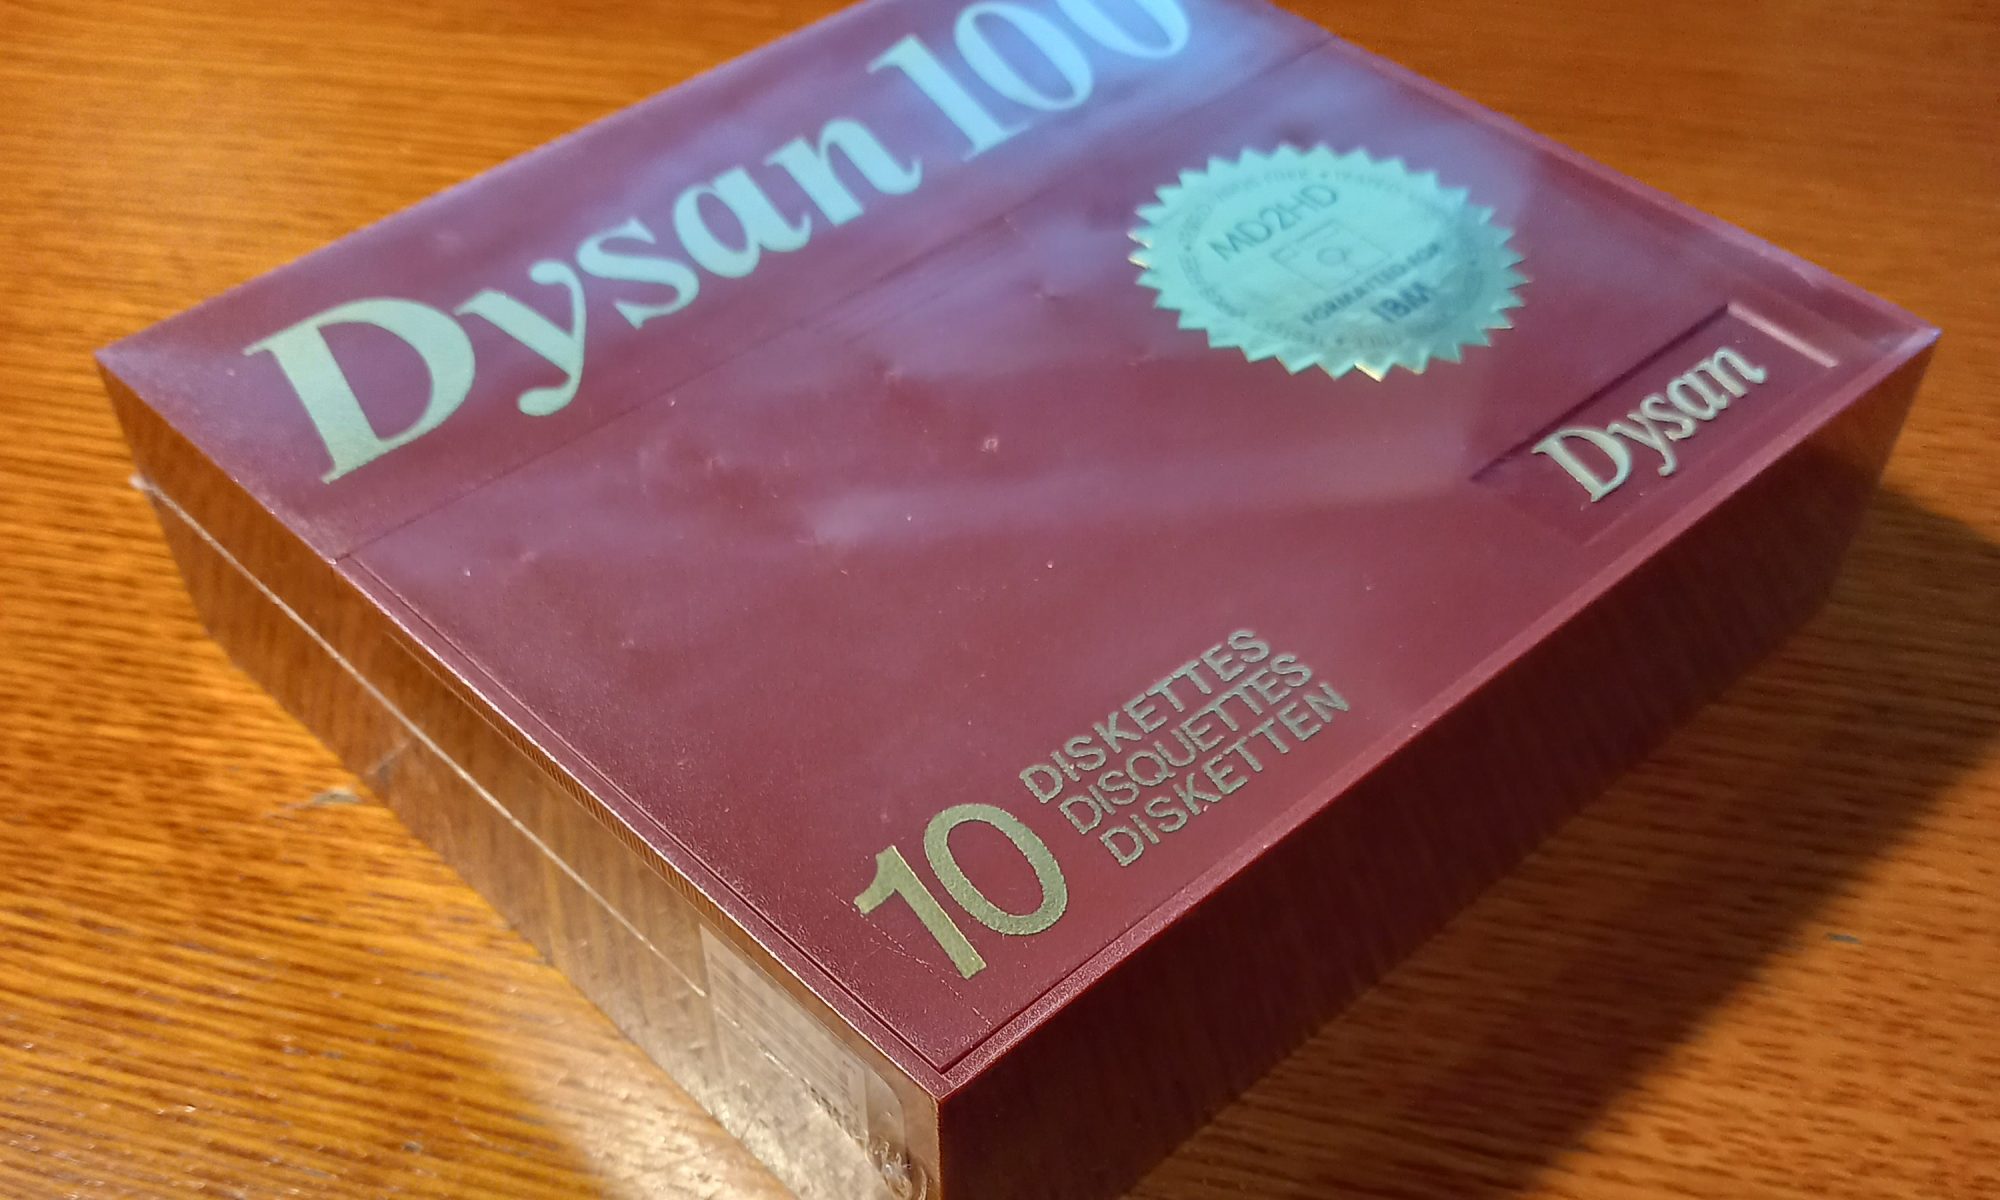 Dysan 100
MD2HD
FORMATTED FOR
IBM
Dysan
10
DISKETTES
DISQUETTES
DISKETTEN